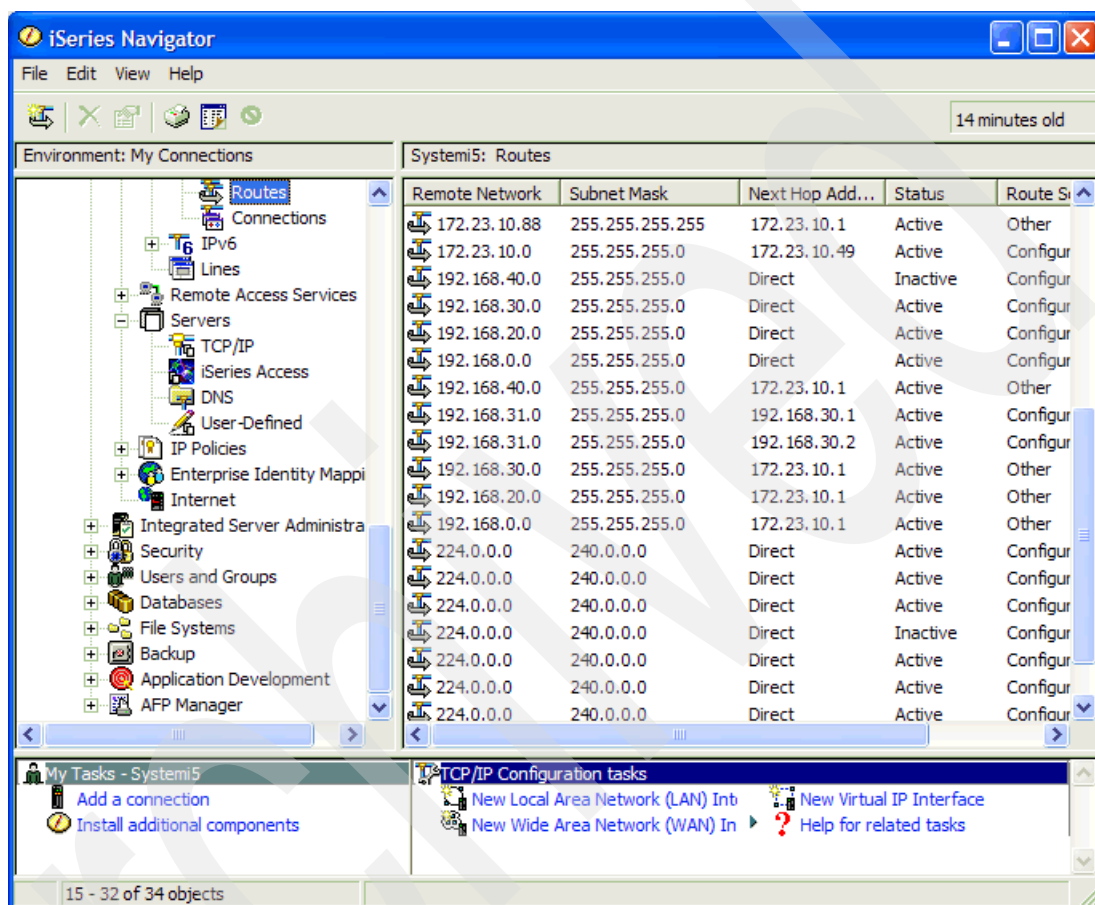 iSeries Navigator
File Edit View Help
14 minutes old
Environment: My Connections
Systemi5: Routes
Routes
Connections
IPv6
Lines
Remote Access Services
Servers
TCP/IP
iSeries Access
DNS
User-Defined
IP Policies
Enterprise Identity Mappi
Internet
Integrated Server Administra
Security
Users and Groups
Databases
File Systems
Backup
Application Development
AFP Manager
Remote Network Subnet Mask Next Hop Add... Status Route S
172.23.10.88 255.255.255.255 172.23.10.1 Active Other
172.23.10.0 255.255.255.0 172.23.10.49 Active Configur
192.168.40.0 255.255.255.0 Direct Inactive Configur
192.168.30.0 255.255.255.0 Direct Active Configur
192.168.20.0 255.255.255.0 Direct Active Configur
192.168.0.0 255.255.255.0 Direct Active Configur
192.168.40.0 255.255.255.0 172.23.10.1 Active Other
192.168.31.0 255.255.255.0 192.168.30.1 Active Configur
192.168.31.0 255.255.255.0 192.168.30.2 Active Configur
192.168.30.0 255.255.255.0 172.23.10.1 Active Other
192.168.20.0 255.255.255.0 172.23.10.1 Active Other
192.168.0.0 255.255.255.0 172.23.10.1 Active Other
224.0.0.0 240.0.0.0 Direct Active Configur
224.0.0.0 240.0.0.0 Direct Active Configur
224.0.0.0 240.0.0.0 Direct Active Configur
224.0.0.0 240.0.0.0 Direct Inactive Configur
224.0.0.0 240.0.0.0 Direct Active Configur
224.0.0.0 240.0.0.0 Direct Active Configur
224.0.0.0 240.0.0.0 Direct Active Configur
My Tasks - Systemi5
Add a connection
Install additional components
TCP/IP Configuration tasks
New Local Area Network (LAN) Int
New Wide Area Network (WAN) In
New Virtual IP Interface
Help for related tasks
15 - 32 of 34 objects